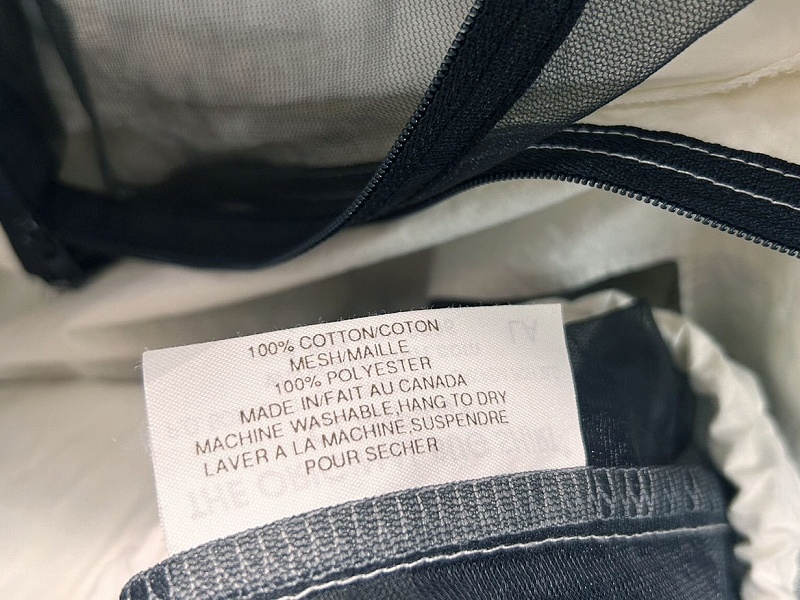 100% COTTON/COTON
MESH/MAILLE
100% POLYESTER
MADE IN/FAIT AU CANADA
MACHINE WASHABLE,HANG TO DRY
LAVER A LA MACHINE SUSPENDRE
POUR SECHER